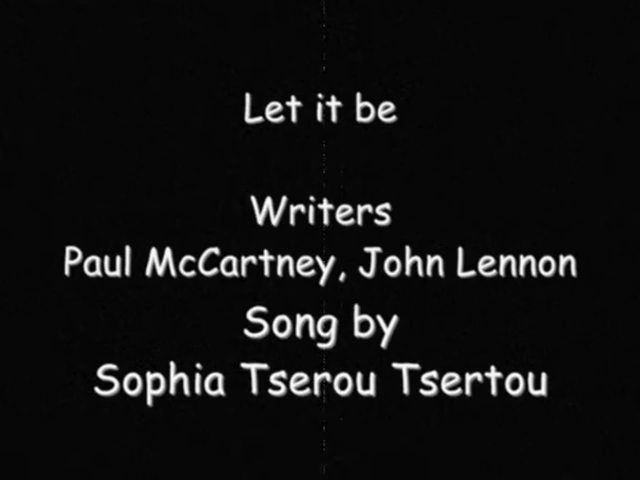 Let it be
Writers
Paul McCartney, John Lennon
Song by
Sophia Tserou Tsertou